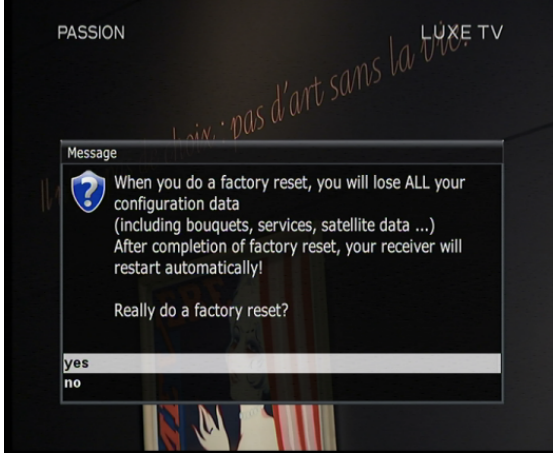 PASSION
LUXE TV
choix : pas d'art sans la vie.
Message
When you do a factory reset, you will lose ALL your
configuration data
(including bouquets, services, satellite data ...)
After completion of factory reset, your receiver will
restart automatically!
Really do a factory reset?
yes
no